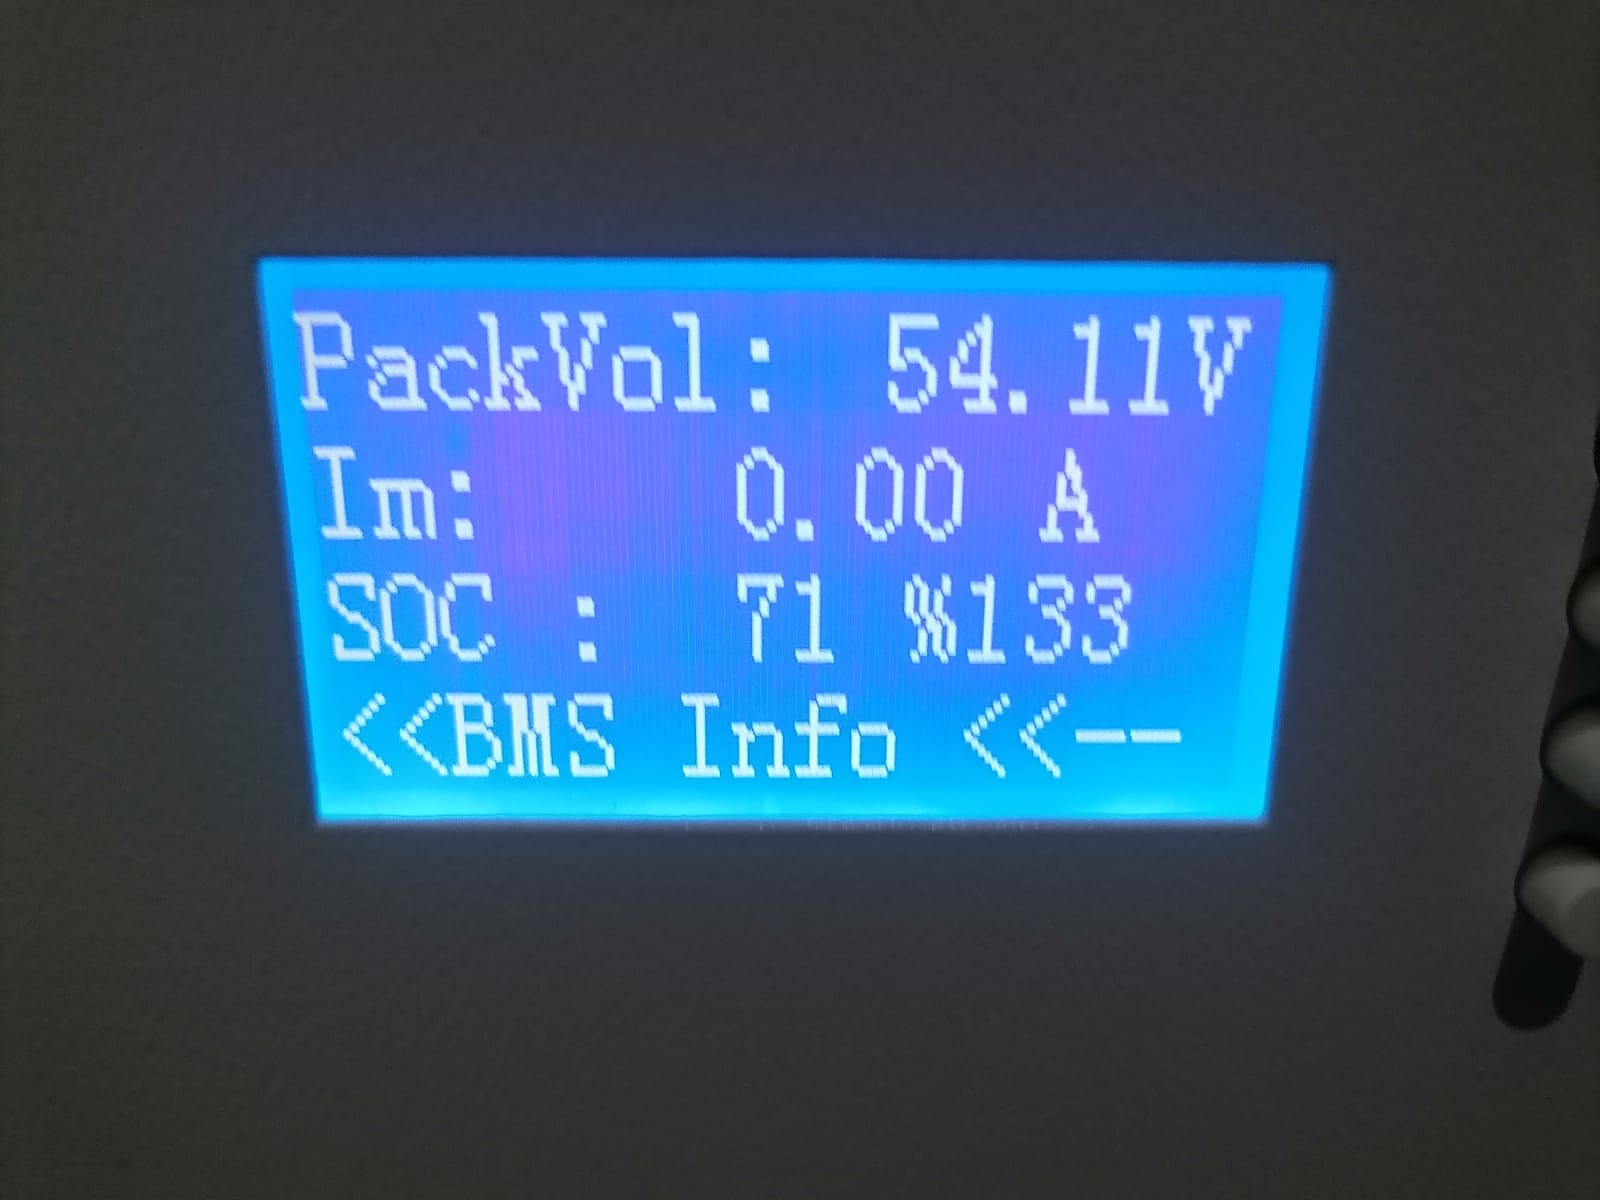 PackVol: 54.11V
Im: 0.00 A
SOC : 71 %133
<<BMS Info <<--